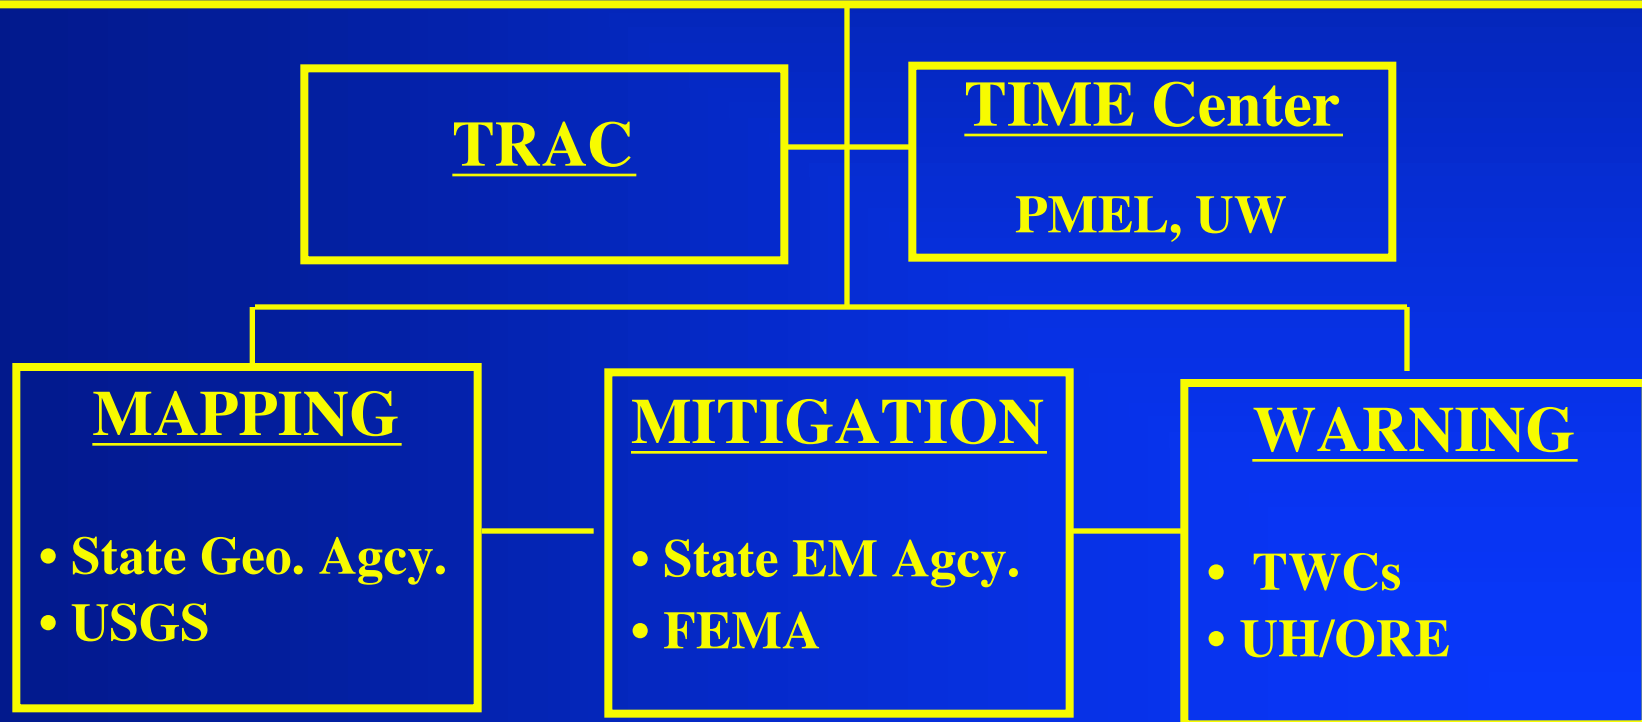 TRAC
TIME Center
PMEL, UW
MAPPING
• State Geo. Agcy.
• USGS
MITIGATION
• State EM Agcy.
• FEMA
WARNING
• TWCs
• UH/ORE